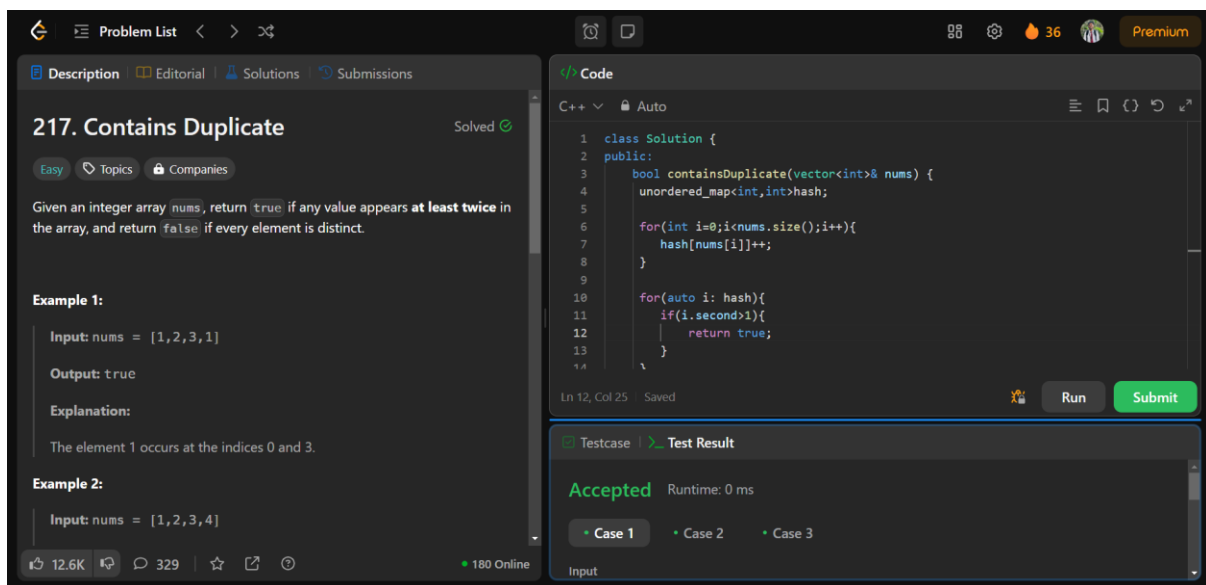 Problem List
36
Premium
Description
Editorial
Solutions
Submissions
217. Contains Duplicate
Solved
Easy
Topics
Companies
Given an integer array nums, return true if any value appears at least twice in
the array, and return false if every element is distinct.
Example 1:
Input: nums = [1,2,3,1]
Output: true
Explanation:
The element 1 occurs at the indices 0 and 3.
Example 2:
Input: nums = [1,2,3,4]
12.6K
329
180 Online
</> Code
C++
Auto
1 class Solution {
2 public:
3 bool containsDuplicate(vector<int>& nums) {
4 unordered_map<int,int>hash;
5
6 for(int i=0;i<nums.size();i++){
7 hash[nums[i]]++;
8 }
9
10 for(auto i: hash){
11 if(i.second>1){
12 return true;
13 }
14 }
Ln 12, Col 25 Saved
Run
Submit
Testcase
Test Result
Accepted Runtime: 0 ms
Case 1
Case 2
Case 3
Input